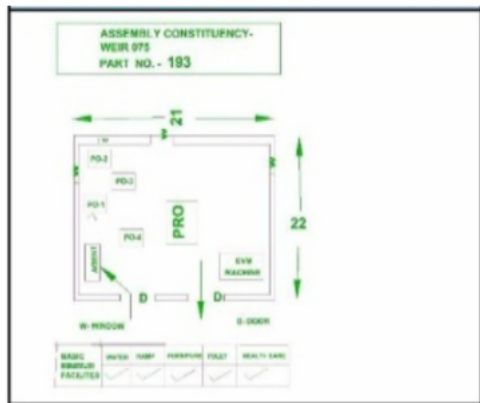 ASSEMBLY CONSTITUENCY-
WEIR 075
PART NO.- 193
21
W
W
W
W
PO-2
PO-3
PO-1
PO-4
PRO
22
AGENT
EVM
MACHINE
D
D
W-WINDOW
D-DOOR
BASIC
MINIMUM
FACILITIES
WATER
RAMP
FURNITURE
TOILET
HEALTH CARE